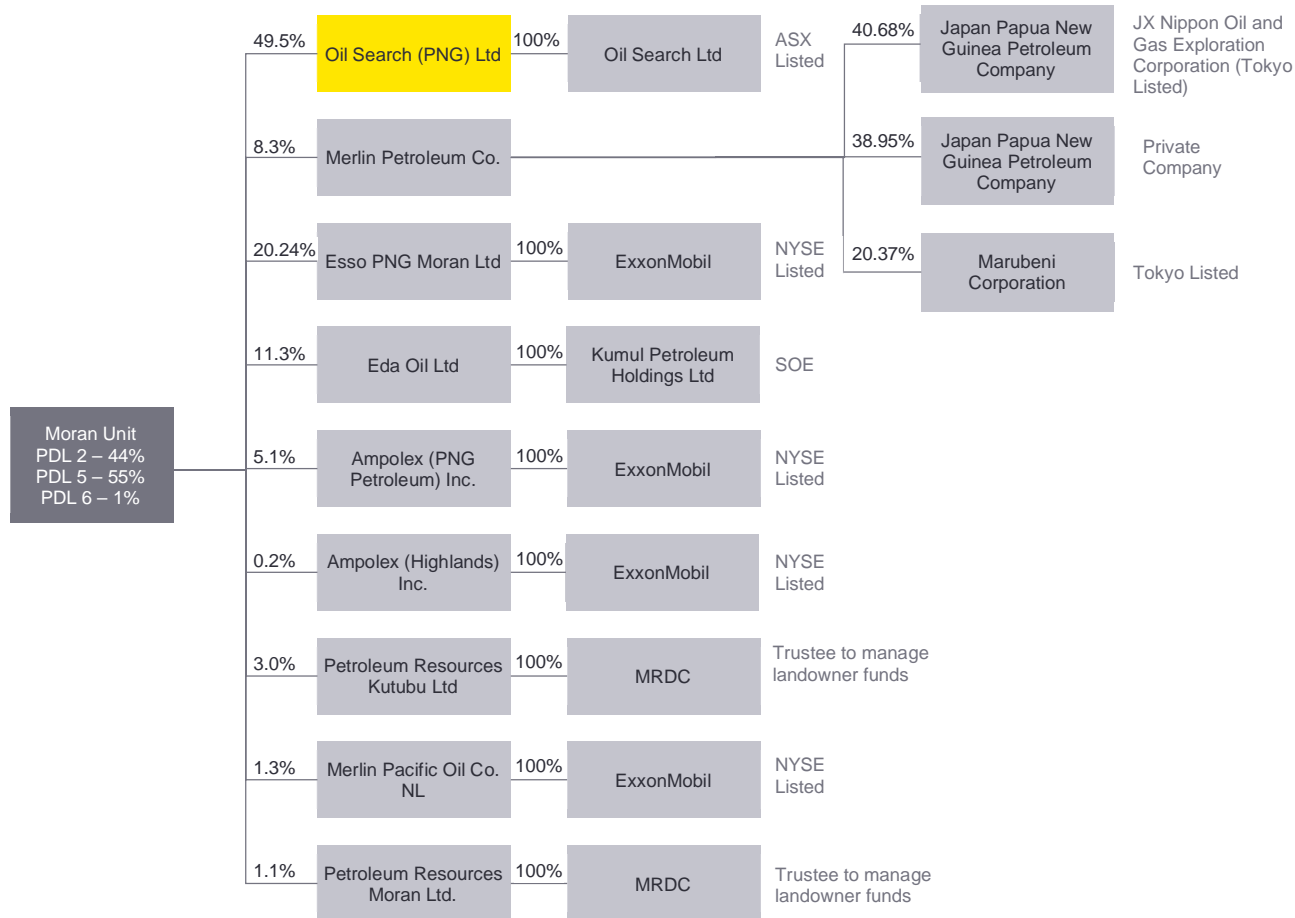 49.5%
Oil Search (PNG) Ltd
100%
Oil Search Ltd
ASX
Listed
40.68%
Japan Papua New
Guinea Petroleum
Company
JX Nippon Oil and
Gas Exploration
Corporation (Tokyo
Listed)
8.3%
Merlin Petroleum Co.
38.95%
Japan Papua New
Guinea Petroleum
Company
Private
Company
20.24%
Esso PNG Moran Ltd
100%
ExxonMobil
NYSE
Listed
20.37%
Marubeni
Corporation
Tokyo Listed
11.3%
Eda Oil Ltd
100%
Kumul Petroleum
Holdings Ltd
SOE
Moran Unit
PDL 2 – 44%
PDL 5 – 55%
PDL 6 – 1%
5.1%
Ampolex (PNG
Petroleum) Inc.
100%
ExxonMobil
NYSE
Listed
0.2%
Ampolex (Highlands)
Inc.
100%
ExxonMobil
NYSE
Listed
3.0%
Petroleum Resources
Kutubu Ltd
100%
MRDC
Trustee to manage
landowner funds
1.3%
Merlin Pacific Oil Co.
NL
100%
ExxonMobil
NYSE
Listed
1.1%
Petroleum Resources
Moran Ltd.
100%
MRDC
Trustee to manage
landowner funds